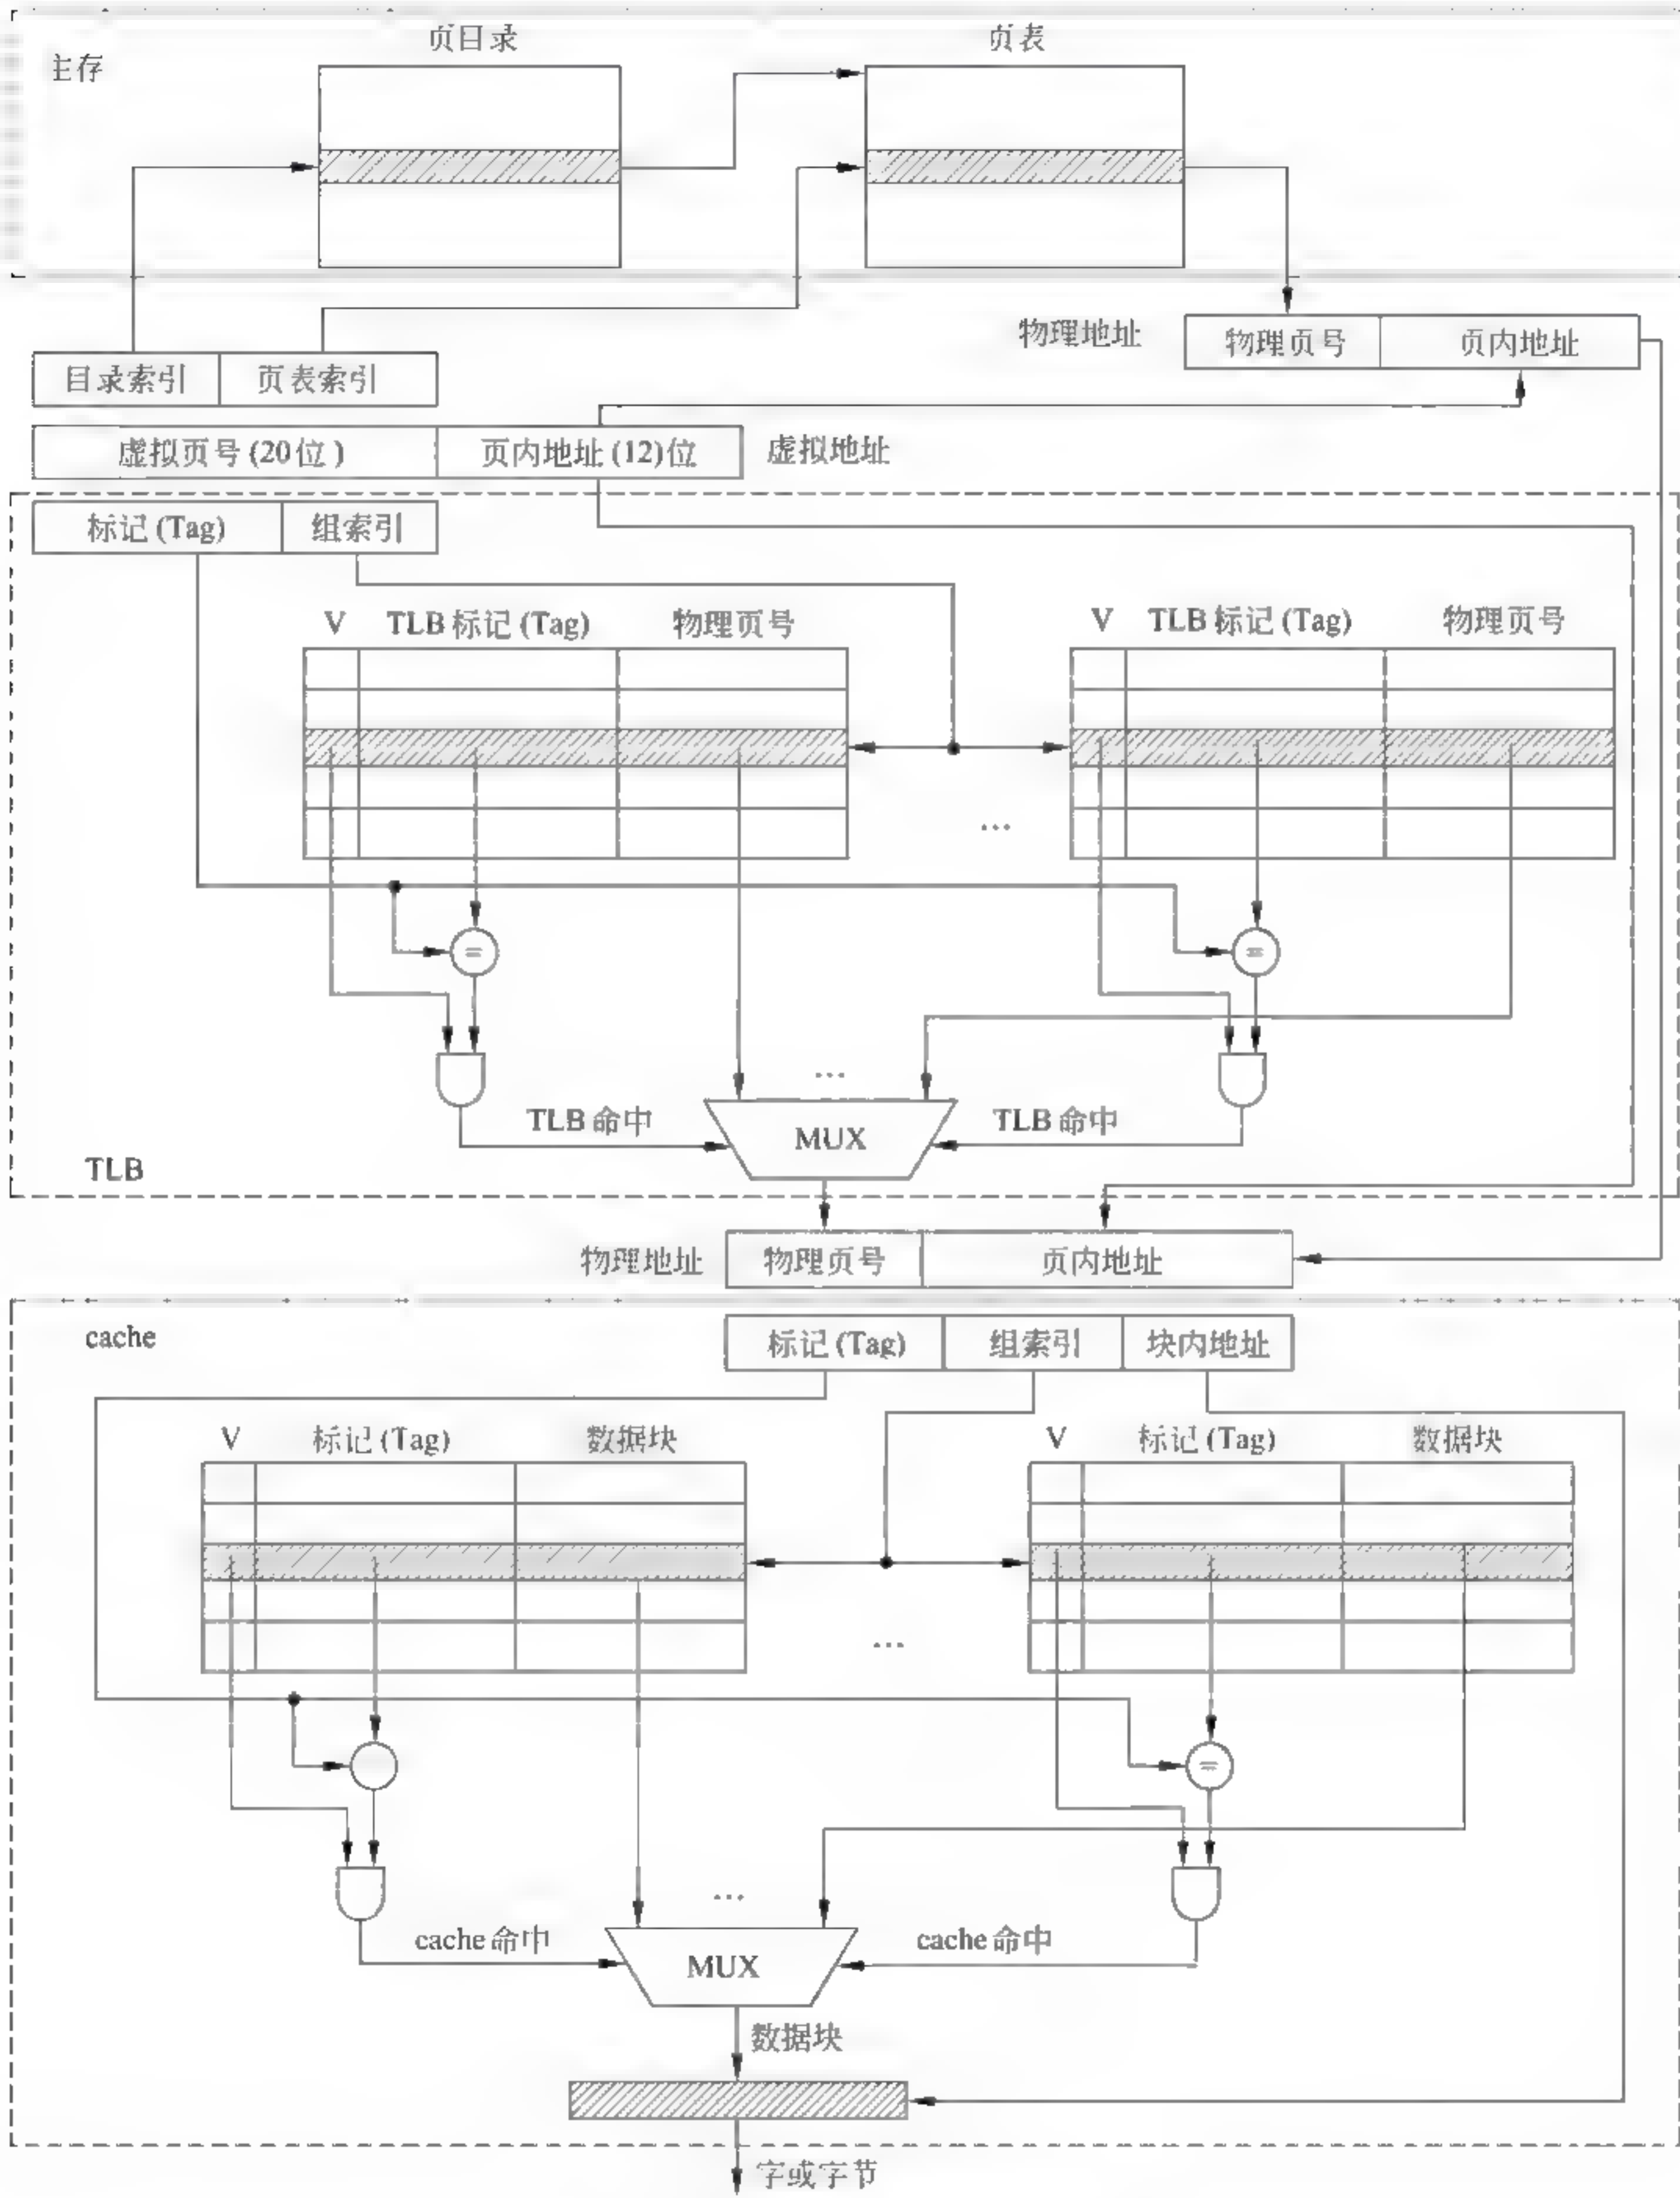 页目录 页表
主存
物理地址 物理页号 页内地址
目录索引 页表索引
虚拟页号(20位) 页内地址(12)位 虚拟地址
标记(Tag) 组索引
V TLB标记(Tag) 物理页号 V TLB标记(Tag) 物理页号
...
= =
...
TLB命中 MUX TLB命中
TLB
物理地址 物理页号 页内地址
cache
标记(Tag) 组索引 块内地址
V 标记(Tag) 数据块 V 标记(Tag) 数据块
...
=
...
cache命中 MUX cache命中
数据块
字或字节